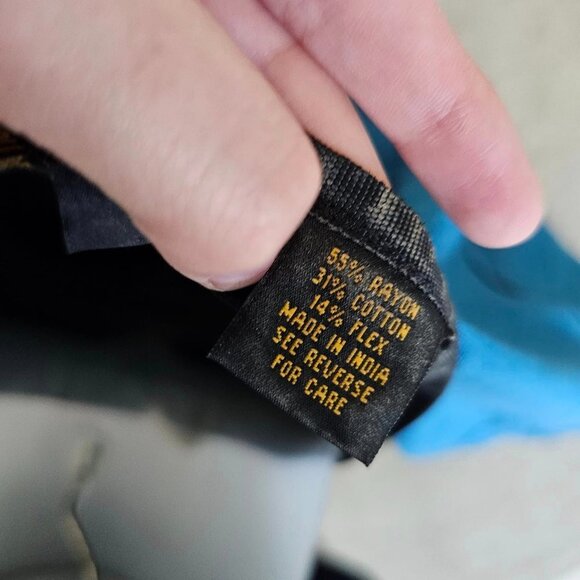 55% RAYON
31% COTTON
14% FLEX
MADE IN INDIA
SEE REVERSE
FOR CARE